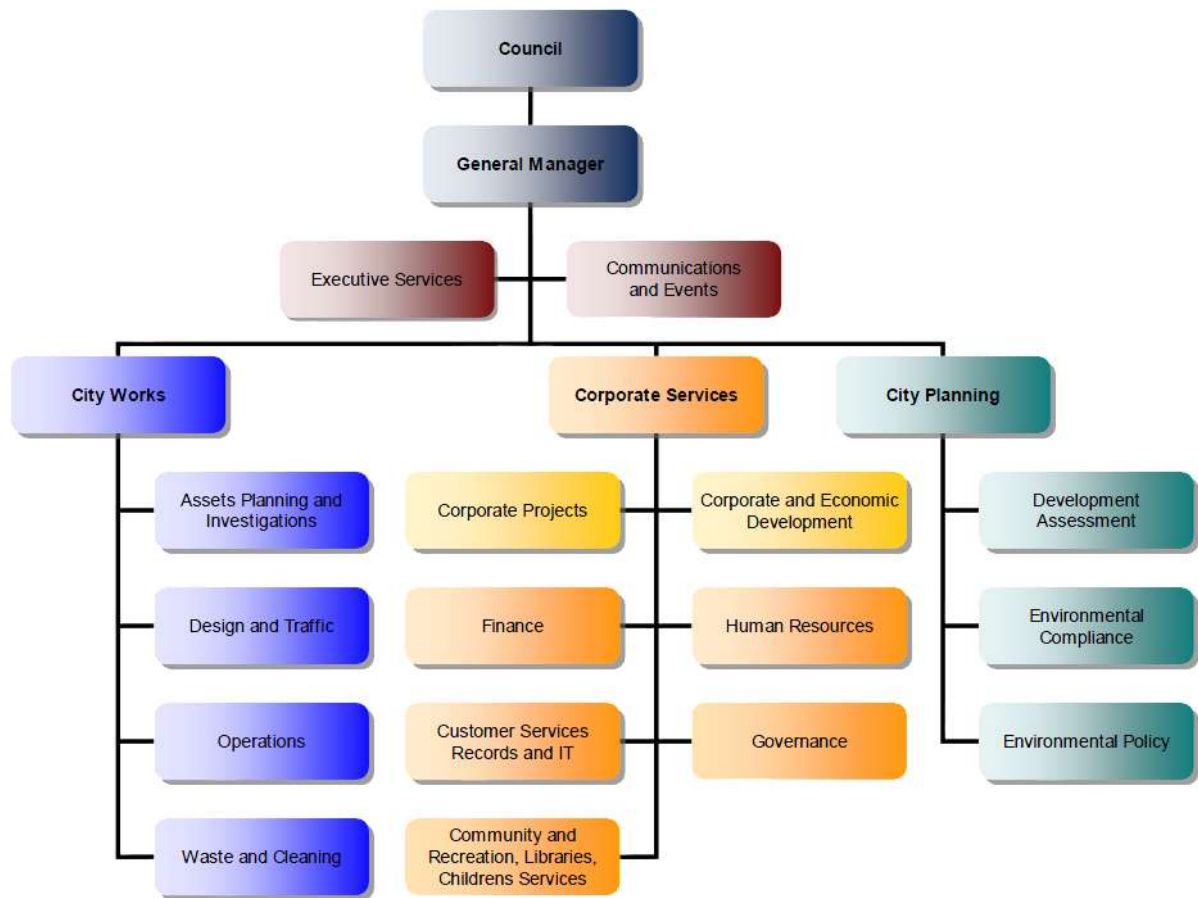 Council
General Manager
Executive Services
Communications
and Events
City Works
Corporate Services
City Planning
Assets Planning and
Investigations
Corporate Projects
Corporate and Economic
Development
Development
Assessment
Design and Traffic
Finance
Human Resources
Environmental
Compliance
Operations
Customer Services
Records and IT
Governance
Environmental Policy
Waste and Cleaning
Community and
Recreation, Libraries,
Childrens Services